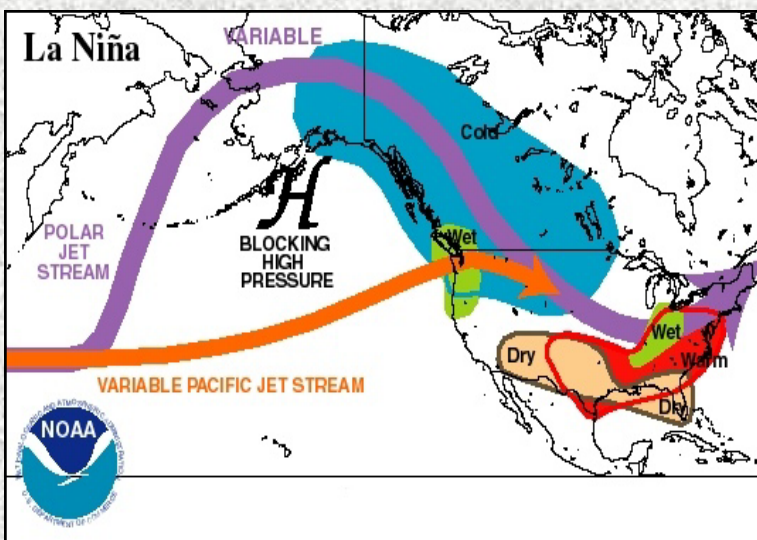 La Niña
VARIABLE
Cold
H
POLAR
JET
STREAM
BLOCKING
HIGH
PRESSURE
Wet
Wet
Dry
Warm
Dry
VARIABLE PACIFIC JET STREAM
NOAA